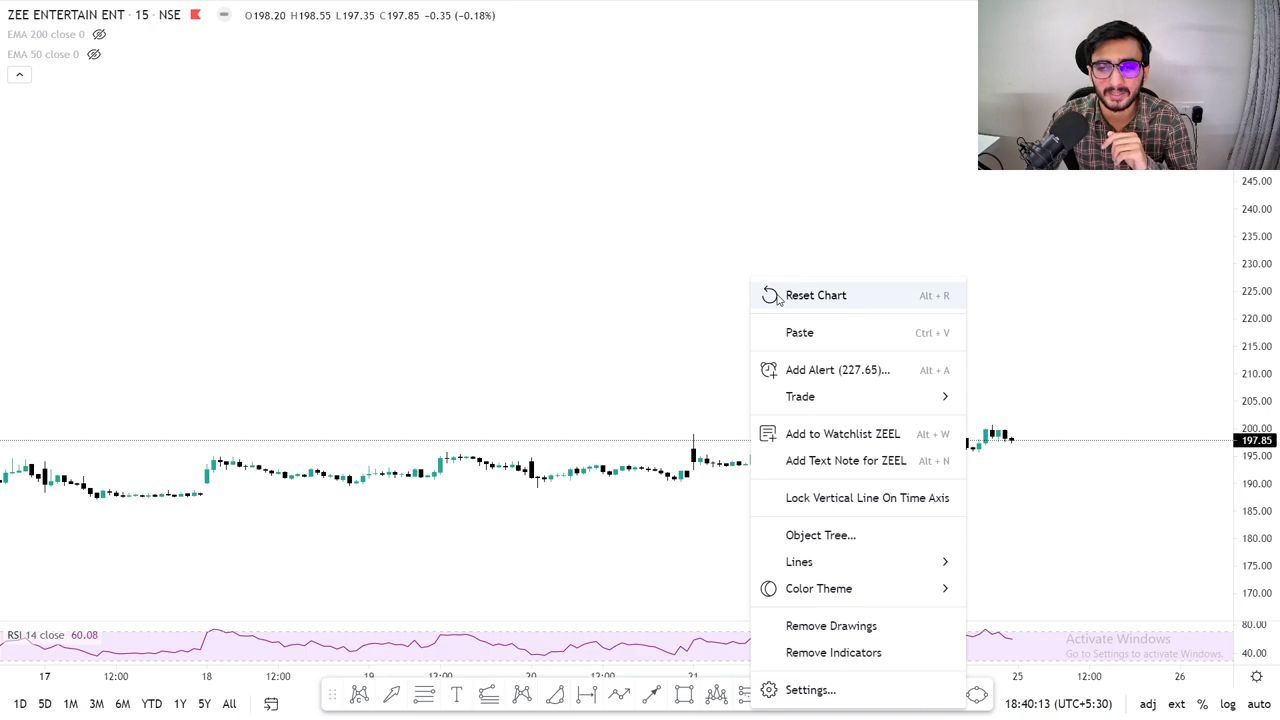 ZEE ENTERTAIN ENT · 15 · NSE O198.20 H198.55 L197.35 C197.85 −0.35 (−0.18%)
EMA 200 close 0
EMA 50 close 0
245.00
240.00
235.00
230.00
225.00
220.00
215.00
210.00
205.00
200.00
197.85
195.00
190.00
185.00
180.00
175.00
170.00
Reset Chart Alt + R
Paste Ctrl + V
Add Alert (227.65)... Alt + A
Trade
Add to Watchlist ZEEL Alt + W
Add Text Note for ZEEL Alt + N
Lock Vertical Line On Time Axis
Object Tree...
Lines
Color Theme
Remove Drawings
Remove Indicators
Settings...
RSI 14 close 60.08
80.00
40.00
Activate Windows
Go to Settings to activate Windows.
17 12:00 18 12:00 19 12:00 20 12:00 21 25 12:00 26
1D 5D 1M 3M 6M YTD 1Y 5Y All
18:40:13 (UTC+5:30) adj ext % log auto